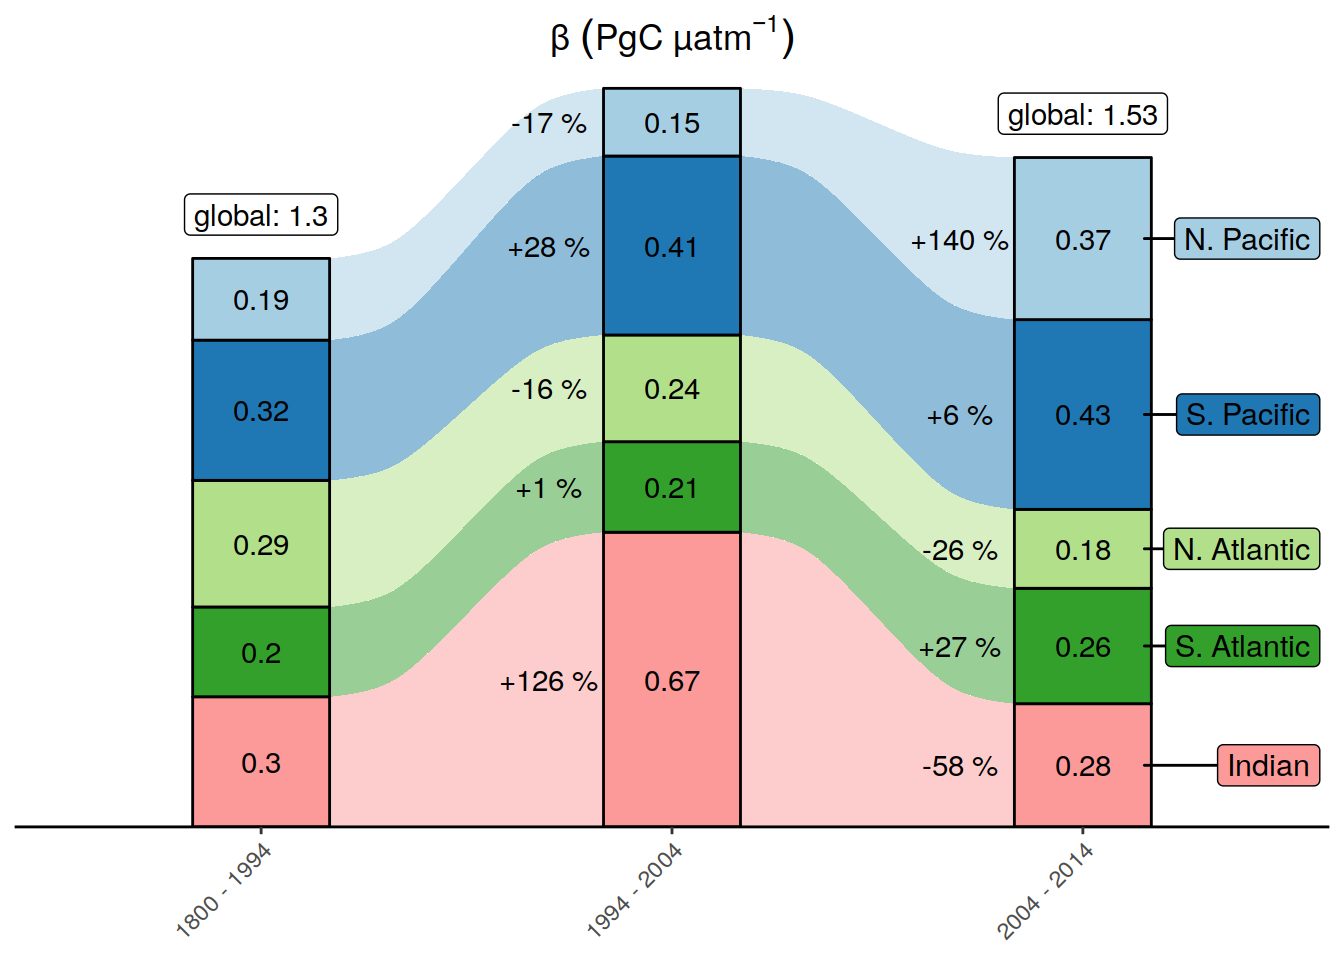 β (PgC µatm⁻¹)
global: 1.3
0.19
0.32
0.29
0.2
0.3
-17 %
+28 %
-16 %
+1 %
+126 %
0.15
0.41
0.24
0.21
0.67
+140 %
+6 %
-26 %
+27 %
-58 %
global: 1.53
0.37
0.43
0.18
0.26
0.28
N. Pacific
S. Pacific
N. Atlantic
S. Atlantic
Indian
1800 - 1994
1994 - 2004
2004 - 2014